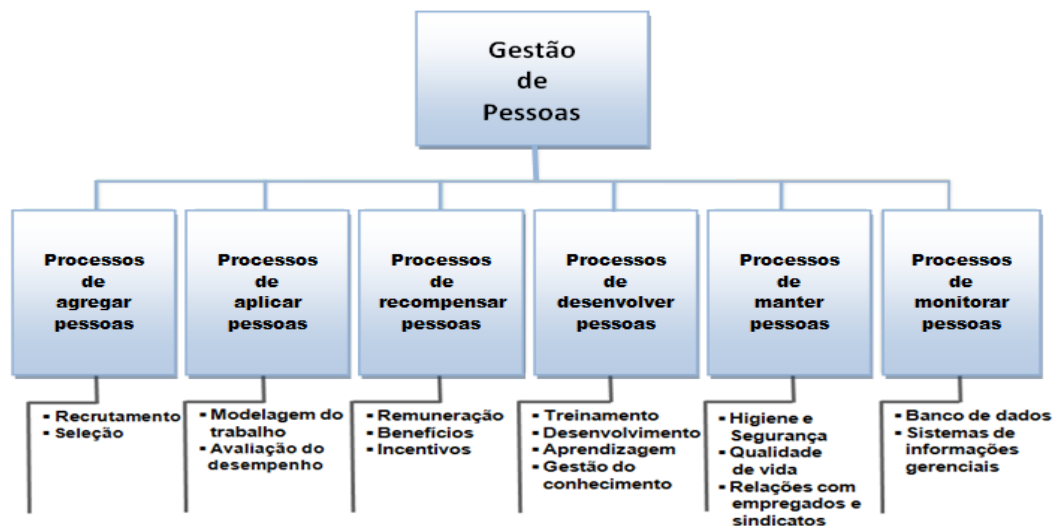 Gestão
de
Pessoas
Processos
de
agregar
pessoas
Processos
de
aplicar
pessoas
Processos
de
recompensar
pessoas
Processos
de
desenvolver
pessoas
Processos
de
manter
pessoas
Processos
de
monitorar
pessoas
▪ Recrutamento
▪ Seleção
▪ Modelagem do
trabalho
▪ Avaliação do
desempenho
▪ Remuneração
▪ Benefícios
▪ Incentivos
▪ Treinamento
▪ Desenvolvimento
▪ Aprendizagem
▪ Gestão do
conhecimento
▪ Higiene e
Segurança
▪ Qualidade
de vida
▪ Relações com
empregados e
sindicatos
▪ Banco de dados
▪ Sistemas de
informações
gerenciais